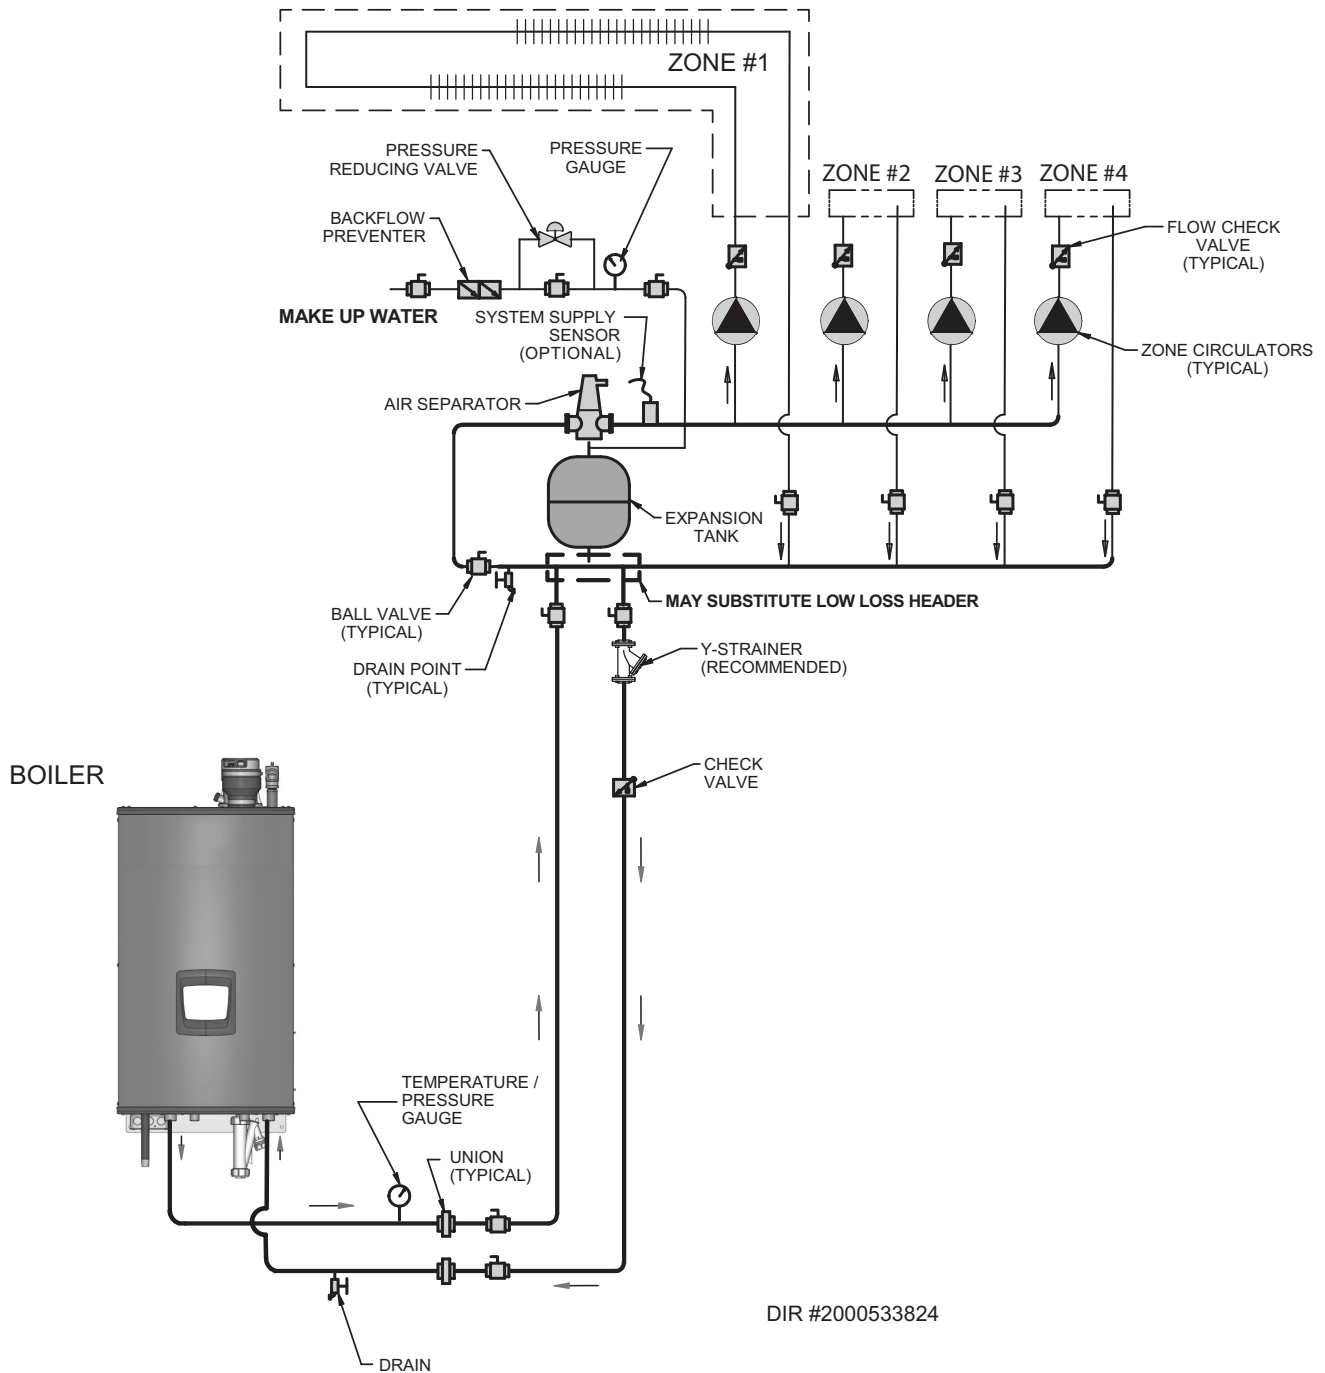 ZONE #1
PRESSURE
REDUCING VALVE
PRESSURE
GAUGE
ZONE #2
ZONE #3
ZONE #4
BACKFLOW
PREVENTER
FLOW CHECK
VALVE
(TYPICAL)
MAKE UP WATER
SYSTEM SUPPLY
SENSOR
(OPTIONAL)
ZONE CIRCULATORS
(TYPICAL)
AIR SEPARATOR
EXPANSION
TANK
MAY SUBSTITUTE LOW LOSS HEADER
BALL VALVE
(TYPICAL)
DRAIN POINT
(TYPICAL)
Y-STRAINER
(RECOMMENDED)
BOILER
CHECK
VALVE
TEMPERATURE /
PRESSURE
GAUGE
UNION
(TYPICAL)
DIR #2000533824
DRAIN